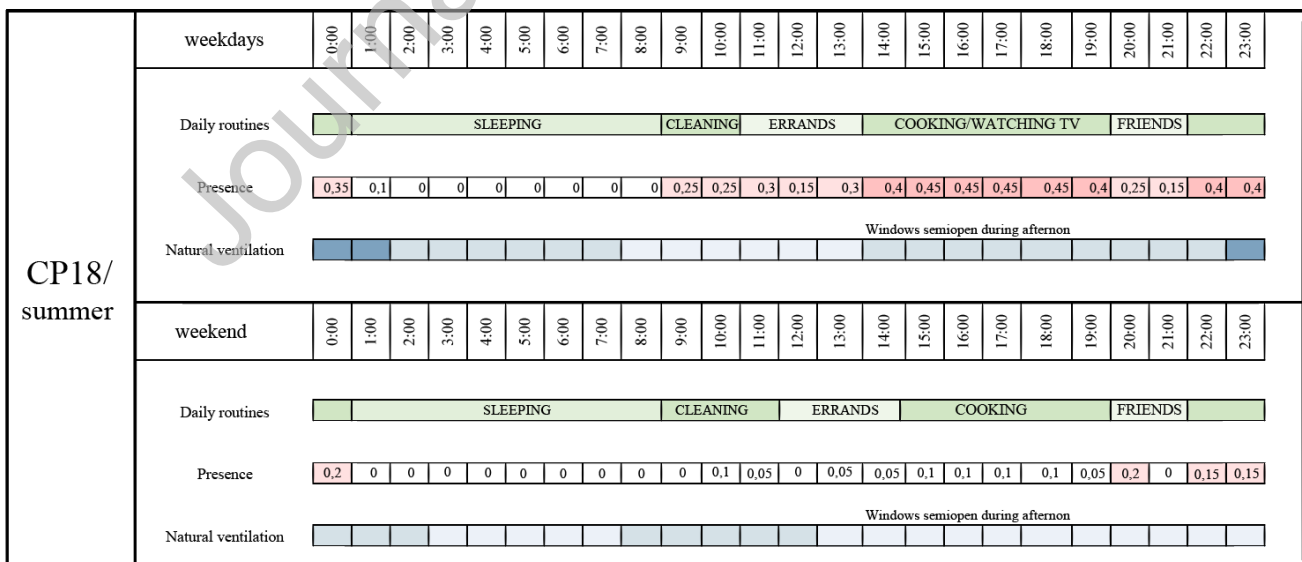 Journa
CP18/
summer
weekdays 0:00 1:00 2:00 3:00 4:00 5:00 6:00 7:00 8:00 9:00 10:00 11:00 12:00 13:00 14:00 15:00 16:00 17:00 18:00 19:00 20:00 21:00 22:00 23:00
Daily routines SLEEPING CLEANING ERRANDS COOKING/WATCHING TV FRIENDS
Presence 0,35 0,1 0 0 0 0 0 0 0 0,25 0,25 0,3 0,15 0,3 0,4 0,45 0,45 0,45 0,45 0,4 0,25 0,15 0,4 0,4
Windows semiopen during afternon
Natural ventilation
weekend 0:00 1:00 2:00 3:00 4:00 5:00 6:00 7:00 8:00 9:00 10:00 11:00 12:00 13:00 14:00 15:00 16:00 17:00 18:00 19:00 20:00 21:00 22:00 23:00
Daily routines SLEEPING CLEANING ERRANDS COOKING FRIENDS
Presence 0,2 0 0 0 0 0 0 0 0 0 0,1 0,05 0 0,05 0,05 0,1 0,1 0,1 0,1 0,05 0,2 0 0,15 0,15
Windows semiopen during afternon
Natural ventilation